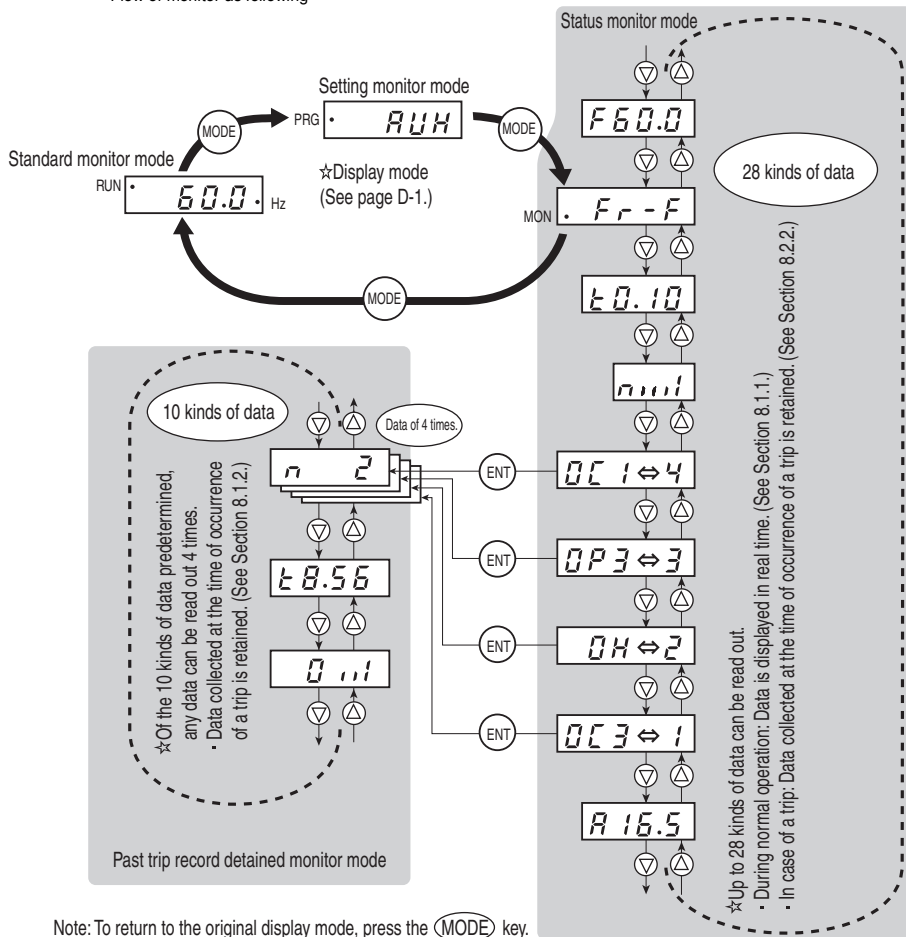 Flow of monitor as following
Status monitor mode
Setting monitor mode
PRG
AUH
MODE
MODE
Standard monitor mode
RUN
60.0
Hz
☆Display mode
(See page D-1.)
MODE
F60.0
MON
Fr-F
t0.10
28 kinds of data
☆Up to 28 kinds of data can be read out.
- During normal operation: Data is displayed in real time. (See Section 8.1.1.)
- In case of a trip: Data collected at the time of occurrence of a trip is retained. (See Section 8.2.2.)
10 kinds of data
Data of 4 times.
n 2
ENT
OC1⇔4
ENT
OP3⇔3
t8.56
ENT
OH⇔2
ENT
OC3⇔1
A16.5
☆Of the 10 kinds of data predetermined,
any data can be read out 4 times.
- Data collected at the time of occurrence
of a trip is retained. (See Section 8.1.2.)
Past trip record detained monitor mode
Note: To return to the original display mode, press the MODE key.